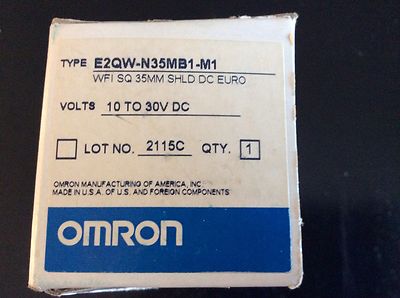 TYPE E2QW-N35MB1-M1
WFI SQ 35MM SHLD DC EURO
VOLTS 10 TO 30V DC
LOT NO. 2115C QTY. 1
OMRON MANUFACTURING OF AMERICA, INC.
MADE IN U.S.A. OF U.S. AND FOREIGN COMPONENTS
OMRON